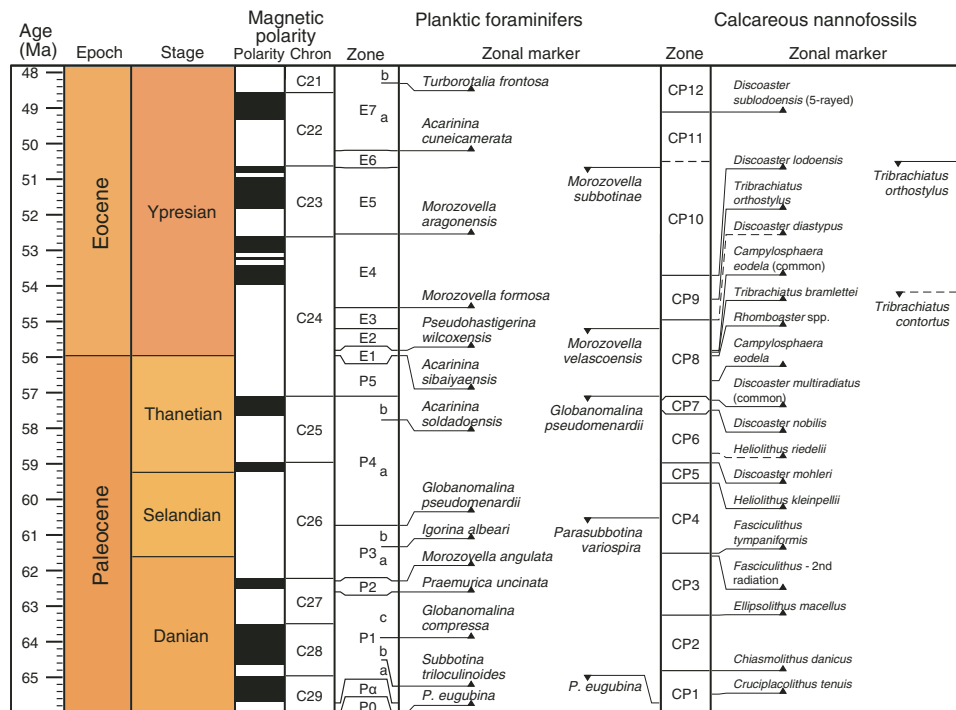 Age
(Ma)
Epoch
Stage
Magnetic
polarity
Polarity
Chron
Planktic foraminifers
Zone
Zonal marker
Calcareous nannofossils
Zone
Zonal marker
48
49
50
51
52
53
54
55
56
57
58
59
60
61
62
63
64
65
Eocene
Paleocene
Ypresian
Thanetian
Selandian
Danian
C21
C22
C23
C24
C25
C26
C27
C28
C29
b
E7
a
E6
E5
E4
E3
E2
E1
P5
b
P4
a
b
P3
a
P2
c
P1
b
a
Pα
P0
Turborotalia frontosa
Acarinina
cuneicamerata
Morozovella
aragonensis
Morozovella formosa
Pseudohastigerina
wilcoxensis
Acarinina
sibaiyaensis
Acarinina
soldadoensis
Globanomalina
pseudomenardii
Igorina albeari
Morozovella angulata
Praemurica uncinata
Globanomalina
compressa
Subbotina
triloculinoides
P. eugubina
Morozovella
subbotinae
Morozovella
velascoensis
Globanomalina
pseudomenardii
Parasubbotina
variospira
P. eugubina
CP12
CP11
CP10
CP9
CP8
CP7
CP6
CP5
CP4
CP3
CP2
CP1
Discoaster
sublodoensis (5-rayed)
Discoaster lodoensis
Tribrachiatus
orthostylus
Discoaster diastypus
Campylosphaera
eodela (common)
Tribrachiatus bramlettei
Rhomboaster spp.
Campylosphaera
eodela
Discoaster multiradiatus
(common)
Discoaster nobilis
Heliolithus riedelii
Discoaster mohleri
Heliolithus kleinpellii
Fasciculithus
tympaniformis
Fasciculithus - 2nd
radiation
Ellipsolithus macellus
Chiasmolithus danicus
Cruciplacolithus tenuis
Tribrachiatus
orthostylus
Tribrachiatus
contortus